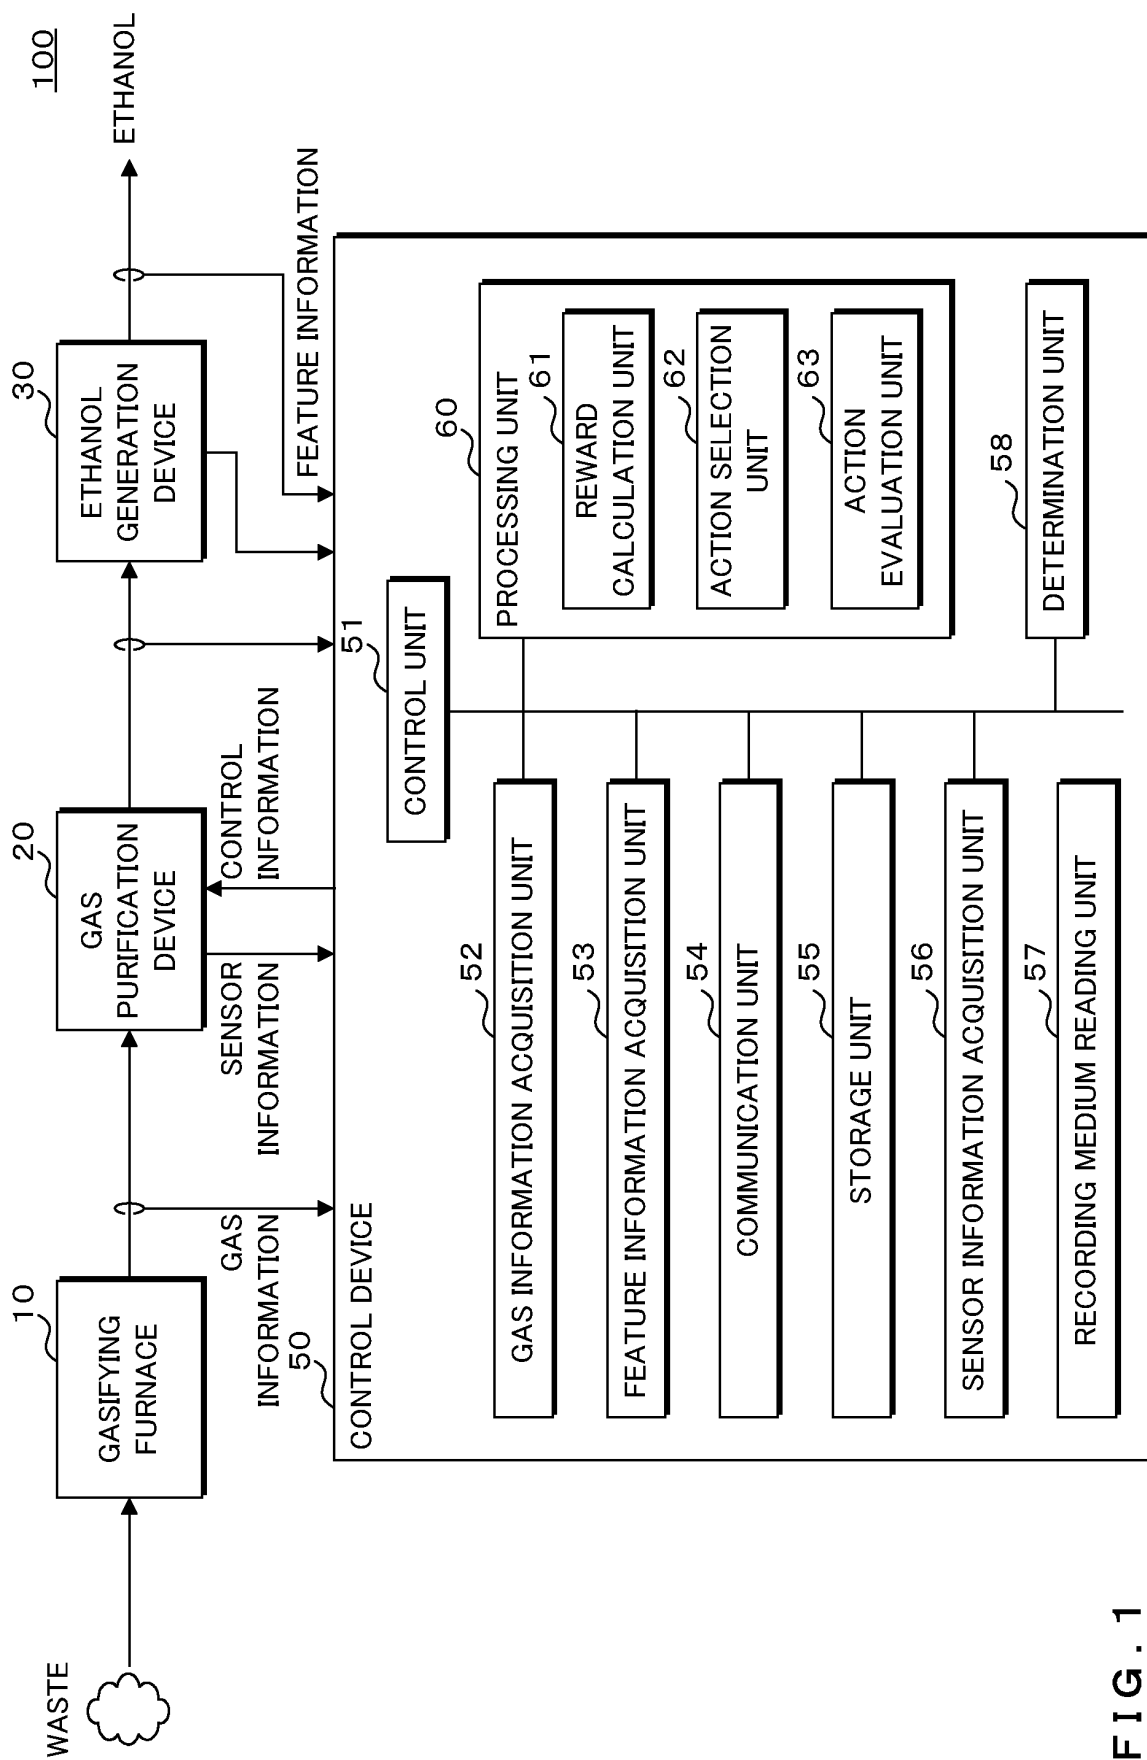 100
WASTE
10
GASIFYING
FURNACE
20
GAS
PURIFICATION
DEVICE
30
ETHANOL
GENERATION
DEVICE
ETHANOL
GAS
INFORMATION
SENSOR
INFORMATION
CONTROL
INFORMATION
FEATURE INFORMATION
50
CONTROL DEVICE
51
CONTROL UNIT
52
GAS INFORMATION ACQUISITION UNIT
53
FEATURE INFORMATION ACQUISITION UNIT
54
COMMUNICATION UNIT
55
STORAGE UNIT
56
SENSOR INFORMATION ACQUISITION UNIT
57
RECORDING MEDIUM READING UNIT
60
PROCESSING UNIT
61
REWARD
CALCULATION UNIT
62
ACTION SELECTION
UNIT
63
ACTION
EVALUATION UNIT
58
DETERMINATION UNIT
FIG. 1